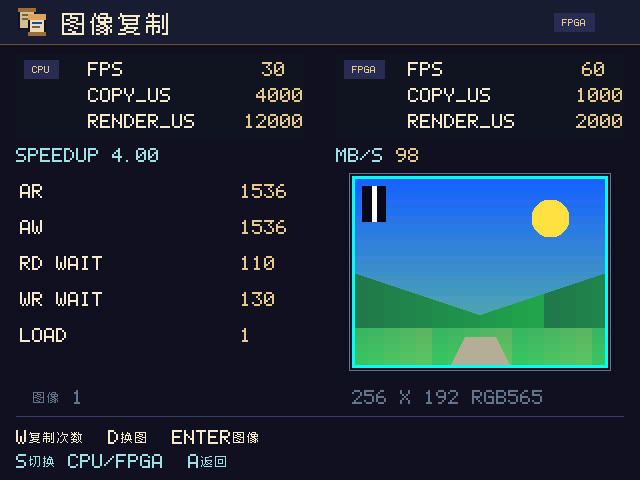 图像复制 FPGA
CPU FPS 30 FPGA FPS 60
COPY_US 4000 COPY_US 1000
RENDER_US 12000 RENDER_US 2000
SPEEDUP 4.00 MB/S 98
AR 1536
AW 1536
RD WAIT 110
WR WAIT 130
LOAD 1
图像 1 256 X 192 RGB565
W复制次数 D换图 ENTER图像
S切换 CPU/FPGA A返回